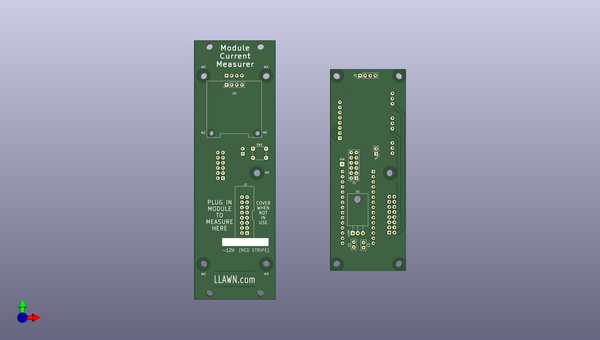 Module
Current
Measurer
PLUG IN
MODULE
TO
MEASURE
HERE
COVER
WHEN
NOT
IN
USE
-12V (RED STRIPE)
LLAWN.com